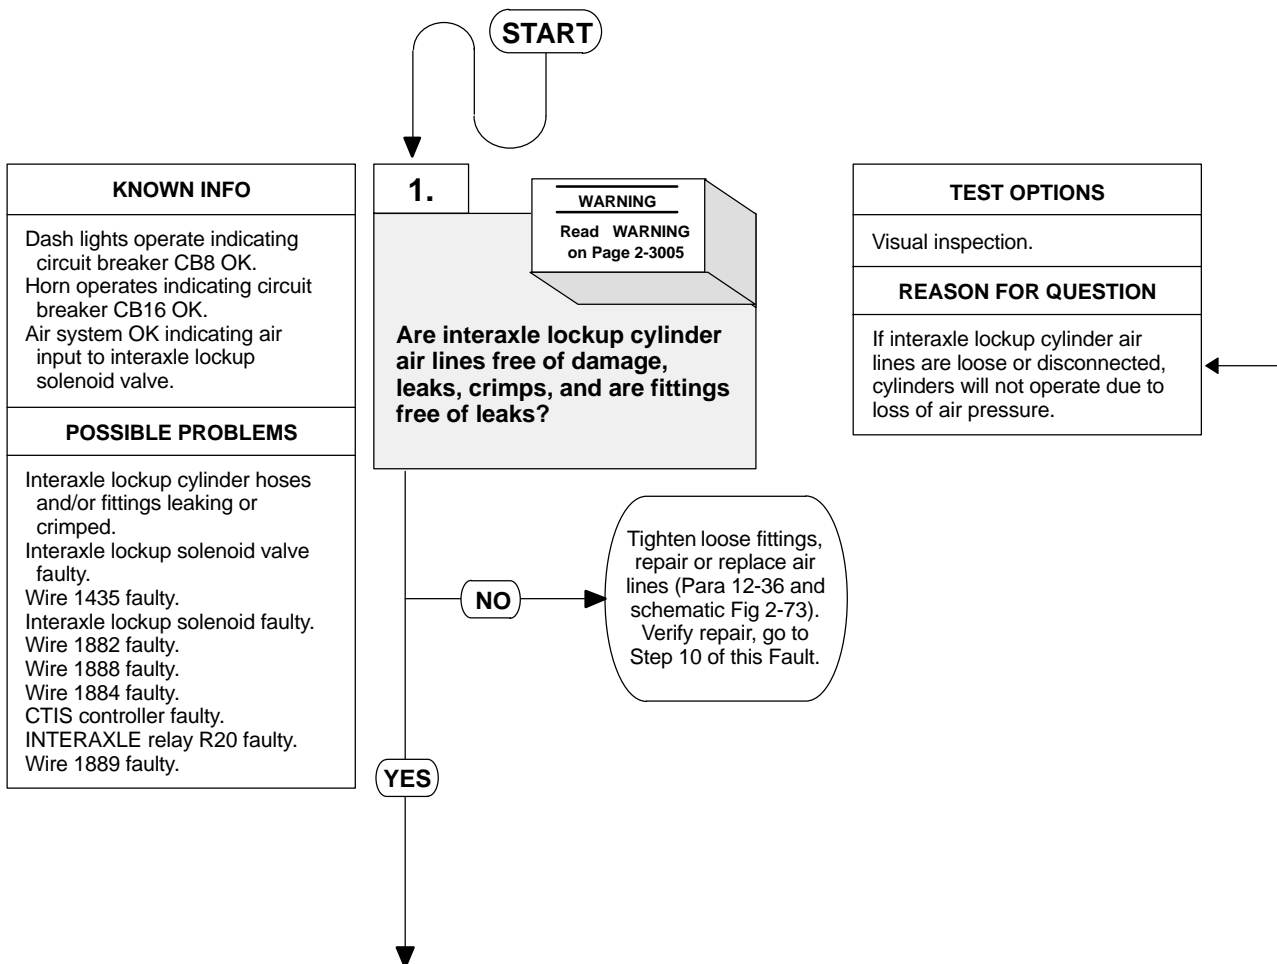 START
KNOWN INFO
Dash lights operate indicating
circuit breaker CB8 OK.
Horn operates indicating circuit
breaker CB16 OK.
Air system OK indicating air
input to interaxle lockup
solenoid valve.
POSSIBLE PROBLEMS
Interaxle lockup cylinder hoses
and/or fittings leaking or
crimped.
Interaxle lockup solenoid valve
faulty.
Wire 1435 faulty.
Interaxle lockup solenoid faulty.
Wire 1882 faulty.
Wire 1888 faulty.
Wire 1884 faulty.
CTIS controller faulty.
INTERAXLE relay R20 faulty.
Wire 1889 faulty.
1.
WARNING
Read WARNING
on Page 2-3005
Are interaxle lockup cylinder
air lines free of damage,
leaks, crimps, and are fittings
free of leaks?
NO
Tighten loose fittings,
repair or replace air
lines (Para 12-36 and
schematic Fig 2-73).
Verify repair, go to
Step 10 of this Fault.
YES
TEST OPTIONS
Visual inspection.
REASON FOR QUESTION
If interaxle lockup cylinder air
lines are loose or disconnected,
cylinders will not operate due to
loss of air pressure.